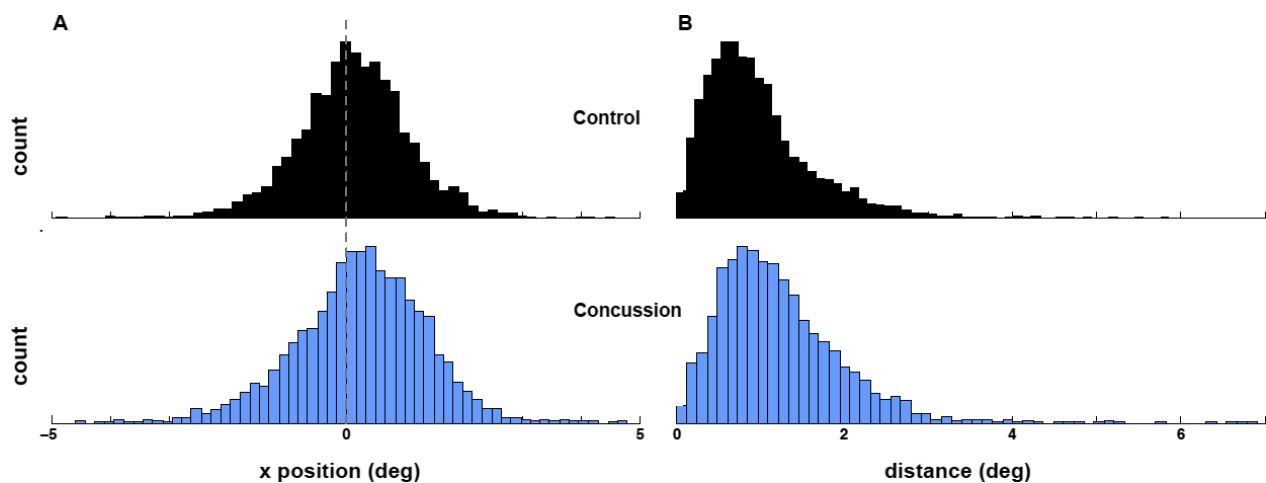 A
B
count
Control
count
Concussion
–5
0
5
0
2
4
6
x position (deg)
distance (deg)